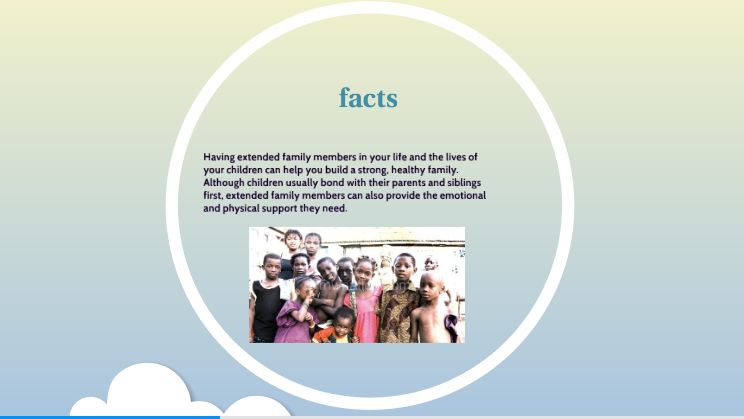 facts
Having extended family members in your life and the lives of
your children can help you build a strong, healthy family.
Although children usually bond with their parents and siblings
first, extended family members can also provide the emotional
and physical support they need.